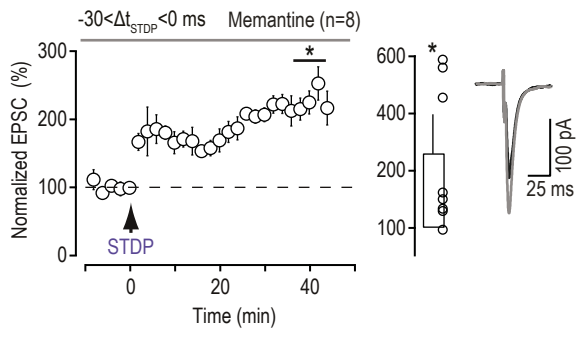 -30<Δt_STDP<0 ms
Memantine (n=8)
Normalized EPSC (%)
300
200
100
0
*
STDP
0
20
40
Time (min)
*
600
400
200
100
100 pA
25 ms